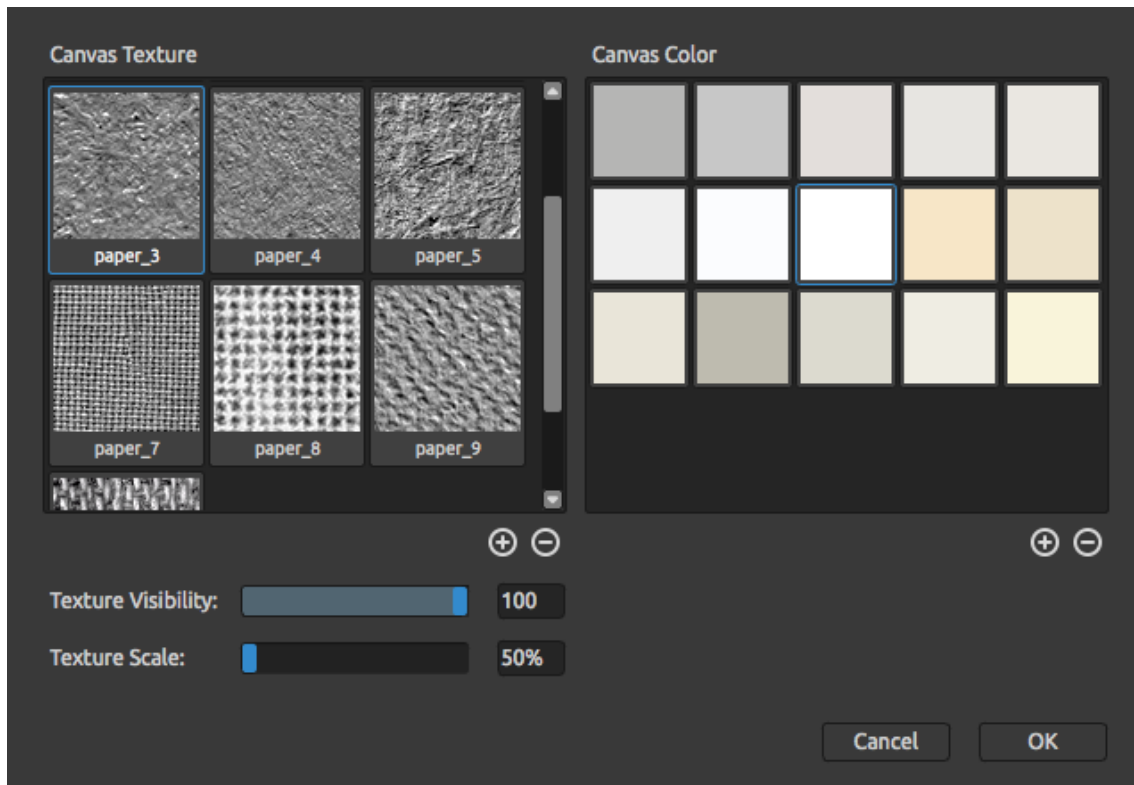 Canvas Texture
Canvas Color
paper_3
paper_4
paper_5
paper_7
paper_8
paper_9
Texture Visibility:
100
Texture Scale:
50%
Cancel
OK